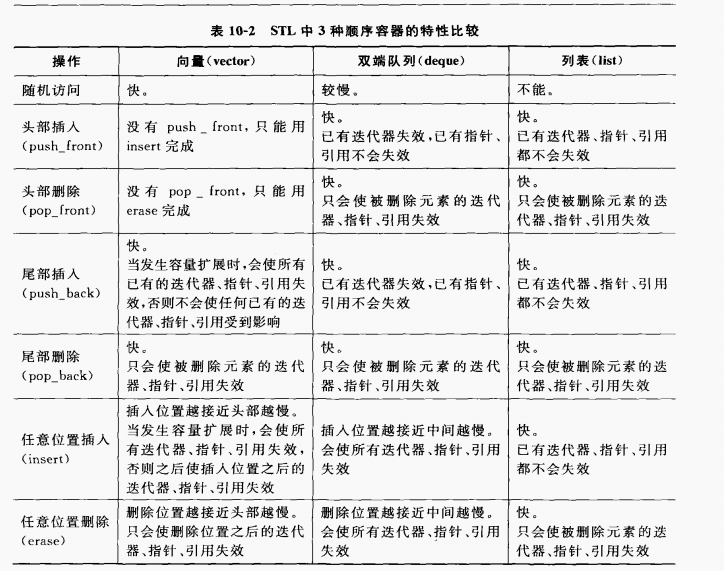 表 10-2 STL 中 3 种顺序容器的特性比较
操作 向量(vector) 双端队列(deque) 列表(list)
随机访问 快。 较慢。 不能。
头部插入
(push_front)
没有 push_front,只能用
insert 完成
快。
已有迭代器失效,已有指针、
引用不会失效
快。
已有迭代器、指针、引用
都不会失效
头部删除
(pop_front)
没有 pop_front,只能用
erase 完成
快。
只会使被删除元素的迭代
器、指针、引用失效
快。
只会使被删除元素的迭
代器、指针、引用失效
尾部插入
(push_back)
快。
当发生容量扩展时,会使所有
已有的迭代器、指针、引用失
效,否则不会使任何已有的迭
代器、指针、引用受到影响
快。
已有迭代器失效,已有指针、
引用不会失效
快。
已有迭代器、指针、引用
都不会失效
尾部删除
(pop_back)
快。
只会使被删除元素的迭代
器、指针、引用失效
快。
只会使被删除元素的迭代
器、指针、引用失效
快。
只会使被删除元素的迭
代器、指针、引用失效
任意位置插入
(insert)
插入位置越接近头部越慢。
当发生容量扩展时,会使所
有迭代器、指针、引用失效,
否则之后使插入位置之后的
迭代器、指针、引用失效
插入位置越接近中间越慢。
会使所有迭代器、指针、引用
失效
快。
已有迭代器、指针、引用
都不会失效
任意位置删除
(erase)
删除位置越接近头部越慢。
只会使删除位置之后的迭代
器、指针、引用失效
删除位置越接近中间越慢。
会使所有迭代器、指针、引用
失效
快。
只会使被删除元素的迭
代器、指针、引用失效